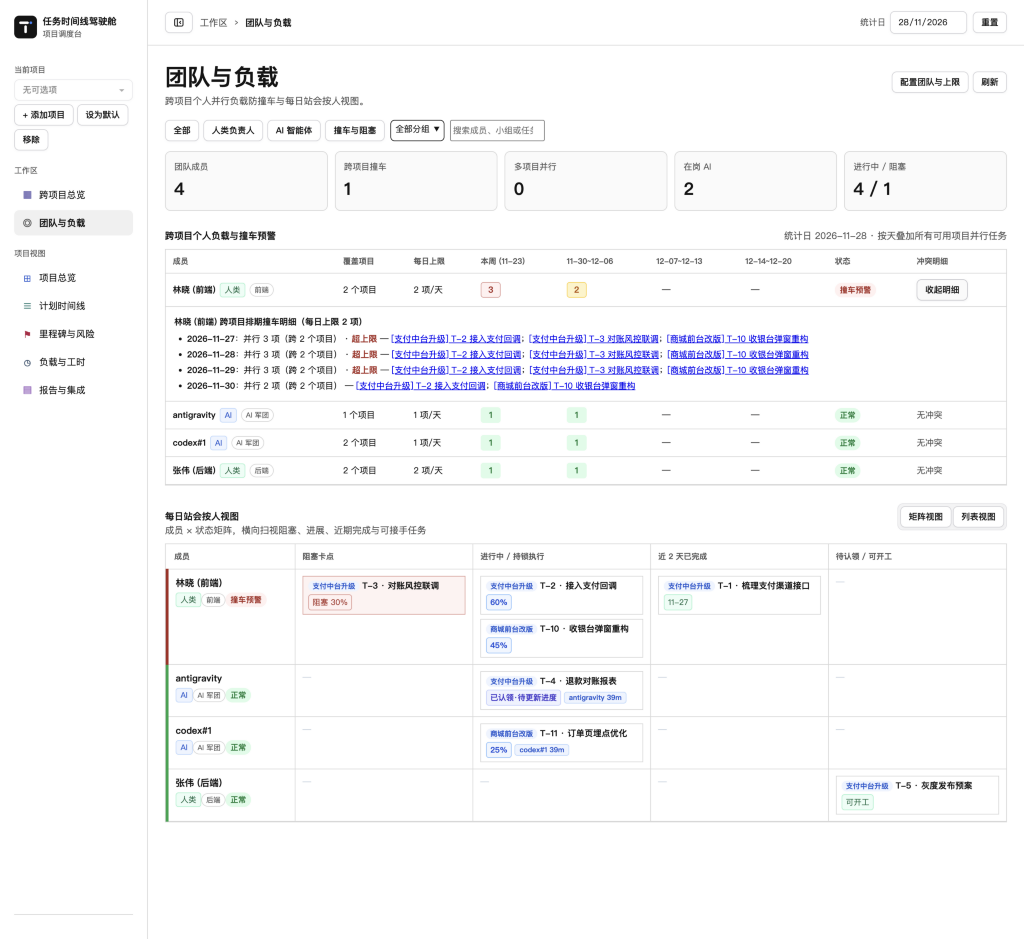 任务时间线驾驶舱
项目调度台
当前项目
无可选项
+ 添加项目 设为默认
移除
工作区
跨项目总览
团队与负载
项目视图
项目总览
计划时间线
里程碑与风险
负载与工时
报告与集成
工作区 > 团队与负载
统计日 28/11/2026 重置
团队与负载
跨项目个人并行负载防撞车与每日站会按人视图。
配置团队与上限 刷新
全部 人类负责人 AI 智能体 撞车与阻塞 全部分组 ▼
团队成员 跨项目撞车 多项目并行 在岗 AI 进行中 / 阻塞
4 1 0 2 4 / 1
跨项目个人负载与撞车预警 统计日 2026-11-28 · 按天叠加所有可用项目并行任务
成员 覆盖项目 每日上限 本周 (11-23) 11-30~12-06 12-07~12-13 12-14~12-20 状态 冲突明细
林晓 (前端) 人类 前端 2 个项目 2 项/天 3 2 — — 撞车预警 收起明细
林晓 (前端) 跨项目排期撞车明细（每日上限 2 项）
• 2026-11-27: 并行 3 项（跨 2 个项目） · 超上限 — [支付中台升级] T-2 接入支付回调; [支付中台升级] T-3 对账风控联调; [商城前台改版] T-10 收银台弹窗重构
• 2026-11-28: 并行 3 项（跨 2 个项目） · 超上限 — [支付中台升级] T-2 接入支付回调; [支付中台升级] T-3 对账风控联调; [商城前台改版] T-10 收银台弹窗重构
• 2026-11-29: 并行 3 项（跨 2 个项目） · 超上限 — [支付中台升级] T-2 接入支付回调; [支付中台升级] T-3 对账风控联调; [商城前台改版] T-10 收银台弹窗重构
• 2026-11-30: 并行 2 项（跨 2 个项目） — [支付中台升级] T-2 接入支付回调; [商城前台改版] T-10 收银台弹窗重构
antigravity AI AI 军团 1 个项目 1 项/天 1 1 — — 正常 无冲突
codex#1 AI AI 军团 2 个项目 1 项/天 1 1 — — 正常 无冲突
张伟 (后端) 人类 后端 2 个项目 2 项/天 1 1 — — 正常 无冲突
每日站会按人视图
成员 × 状态矩阵，横向扫视阻塞、进展、近期完成与可接手任务
矩阵视图 列表视图
成员 阻塞卡点 进行中 / 持锁执行 近 2 天已完成 待认领 / 可开工
林晓 (前端)
人类 前端 撞车预警
支付中台升级 T-3 · 对账风控联调
阻塞 30%
支付中台升级 T-2 · 接入支付回调
60%
商城前台改版 T-10 · 收银台弹窗重构
45%
支付中台升级 T-1 · 梳理支付渠道接口
11-27
—
antigravity
AI AI 军团 正常
—
支付中台升级 T-4 · 退款对账报表
已认领·待更新进度 antigravity 39m
—
—
codex#1
AI AI 军团 正常
—
商城前台改版 T-11 · 订单页埋点优化
25% codex#1 39m
—
—
张伟 (后端)
人类 后端 正常
—
—
—
支付中台升级 T-5 · 灰度发布预案
可开工